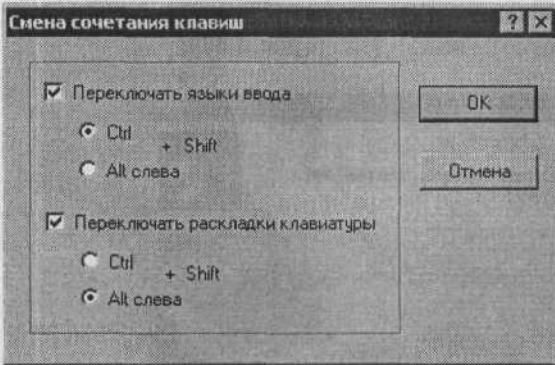 Смена сочетания клавиш ? ×
Переключать языки ввода
Ctrl
+ Shift
Alt слева
Переключать раскладки клавиатуры
Ctrl
+ Shift
Alt слева
OK
Отмена